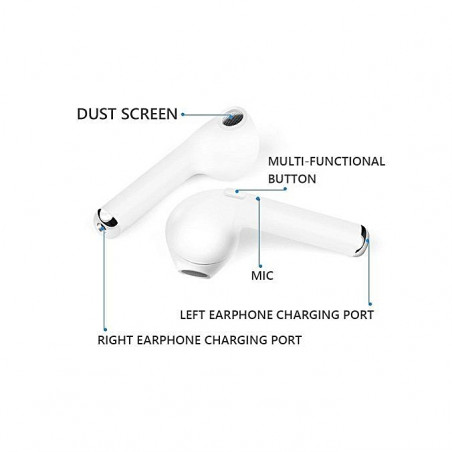 DUST SCREEN
MULTI-FUNCTIONAL
BUTTON
MIC
LEFT EARPHONE CHARGING PORT
RIGHT EARPHONE CHARGING PORT